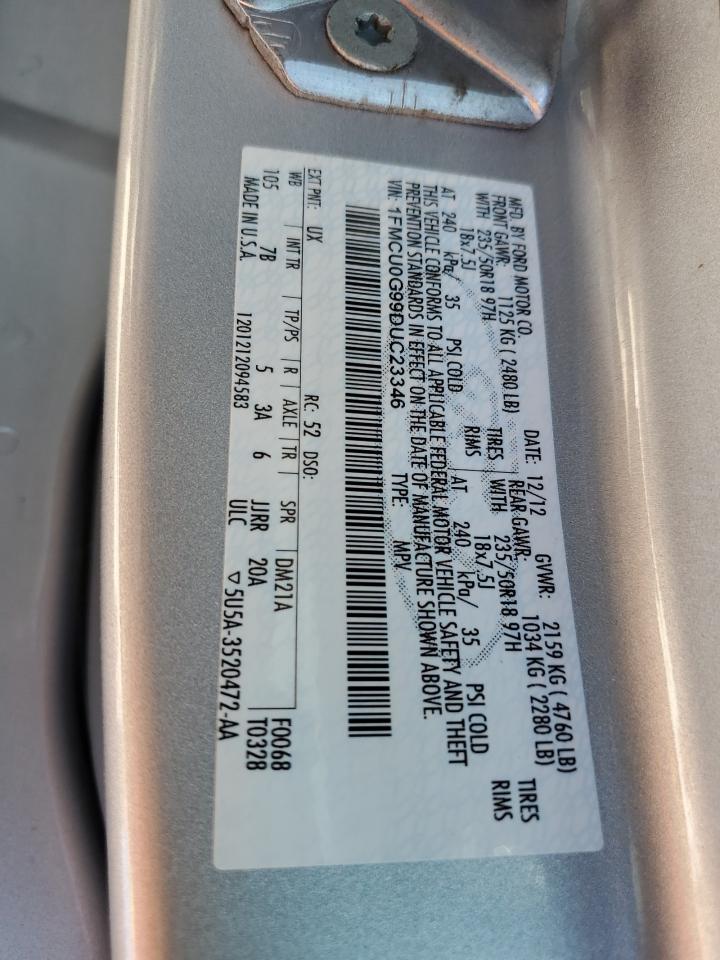 MFD. BY FORD MOTOR CO. DATE: 12/12 GVWR: 2159 KG ( 4760 LB)
FRONT GAWR: 1125 KG ( 2480 LB) REAR GAWR: 1034 KG ( 2280 LB)
WITH 235/50R18 97H TIRES WITH 235/50R18 97H TIRES
18x7.5J RIMS 18x7.5J RIMS
AT 240 kPa/ 35 PSI COLD AT 240 kPa/ 35 PSI COLD
THIS VEHICLE CONFORMS TO ALL APPLICABLE FEDERAL MOTOR VEHICLE SAFETY AND THEFT
PREVENTION STANDARDS IN EFFECT ON THE DATE OF MANUFACTURE SHOWN ABOVE.
VIN: 1FMCU0G99DUC23346 TYPE: MPV
EXT PNT: UX RC: 52 DSO:
WB INT TR TP/PS R AXLE TR SPR DM21A F0068
105 7B 5 3A 6 JJRR 20A T0328
MADE IN U.S.A. 1201212094583 ULC ▽5U5A-3520472-AA